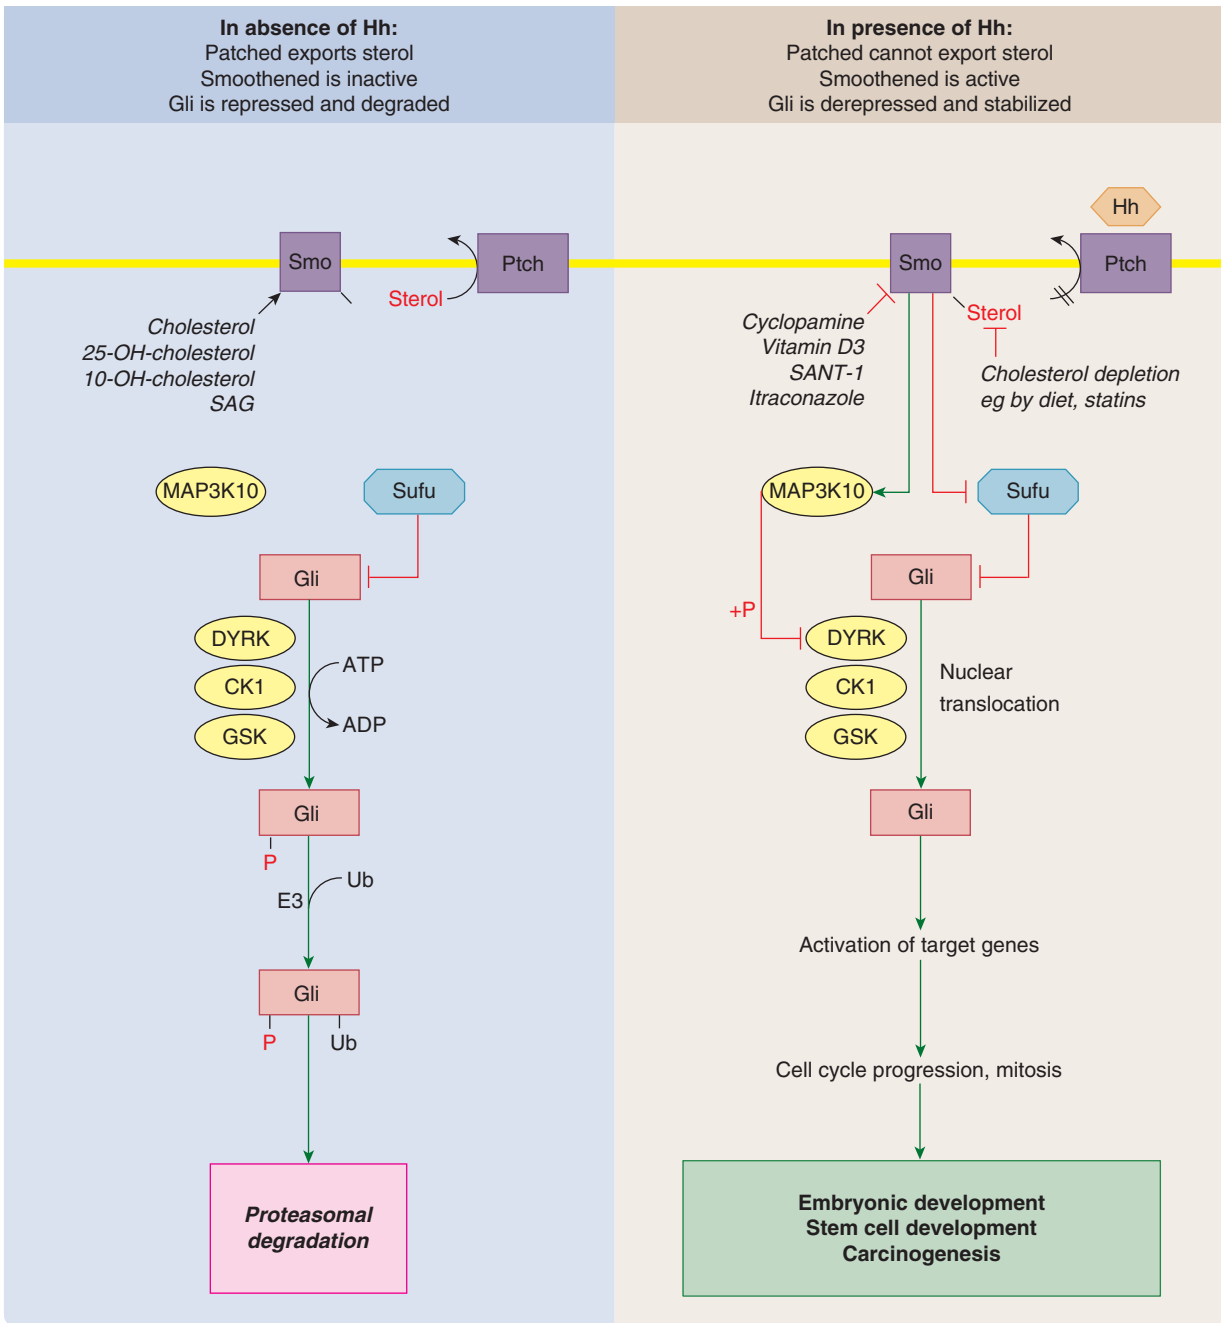 In absence of Hh:
Patched exports sterol
Smoothened is inactive
Gli is repressed and degraded
Smo
Ptch
Sterol
Cholesterol
25-OH-cholesterol
10-OH-cholesterol
SAG
MAP3K10
Sufu
Gli
DYRK
CK1
GSK
ATP
ADP
Gli
P
E3
Ub
Gli
P
Ub
Proteasomal
degradation
In presence of Hh:
Patched cannot export sterol
Smoothened is active
Gli is derepressed and stabilized
Hh
Smo
Ptch
Sterol
Cyclopamine
Vitamin D3
SANT-1
Itraconazole
Cholesterol depletion
eg by diet, statins
MAP3K10
Sufu
Gli
+P
DYRK
CK1
GSK
Nuclear
translocation
Gli
Activation of target genes
Cell cycle progression, mitosis
Embryonic development
Stem cell development
Carcinogenesis